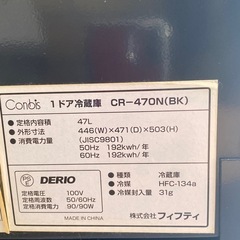 Conbis 1ドア冷蔵庫 CR-470N(BK)
●定格内容積 47L
●外形寸法 446(W)×471(D)×503(H)
●消費電力量 (JISC9801)
50Hz 192kwh/年
60Hz 192kwh/年
DERIO
定格電圧 100V
定格周波数 50/60Hz
定格消費電力 90/90W
MADE IN CHINA
●種類 冷蔵庫
●冷媒 HFC-134a
●冷媒封入量 31g
株式会社 フィフティ